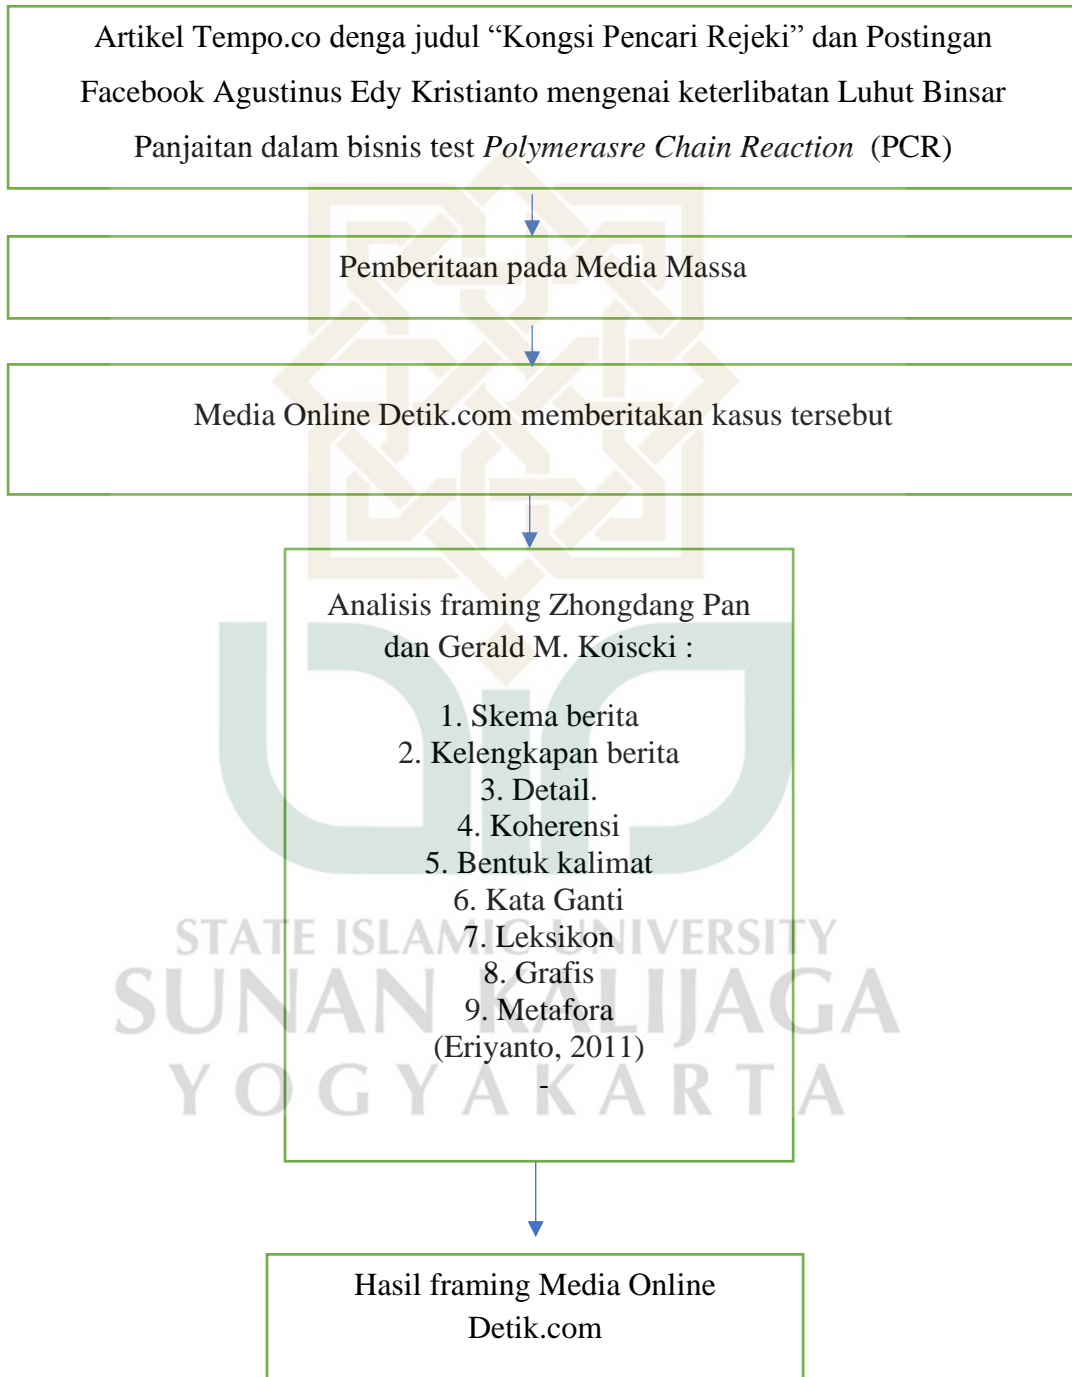 Artikel Tempo.co denga judul “Kongsi Pencari Rejeki” dan Postingan
Facebook Agustinus Edy Kristianto mengenai keterlibatan Luhut Binsar
Panjaitan dalam bisnis test Polymerasre Chain Reaction (PCR)
Pemberitaan pada Media Massa
Media Online Detik.com memberitakan kasus tersebut
Analisis framing Zhongdang Pan
dan Gerald M. Koiscki :
1. Skema berita
2. Kelengkapan berita
3. Detail.
4. Koherensi
5. Bentuk kalimat
6. Kata Ganti
7. Leksikon
8. Grafis
9. Metafora
(Eriyanto, 2011)
-
STATE ISLAMIC UNIVERSITY
SUNAN KALIJAGA
YOGYAKARTA
Hasil framing Media Online
Detik.com